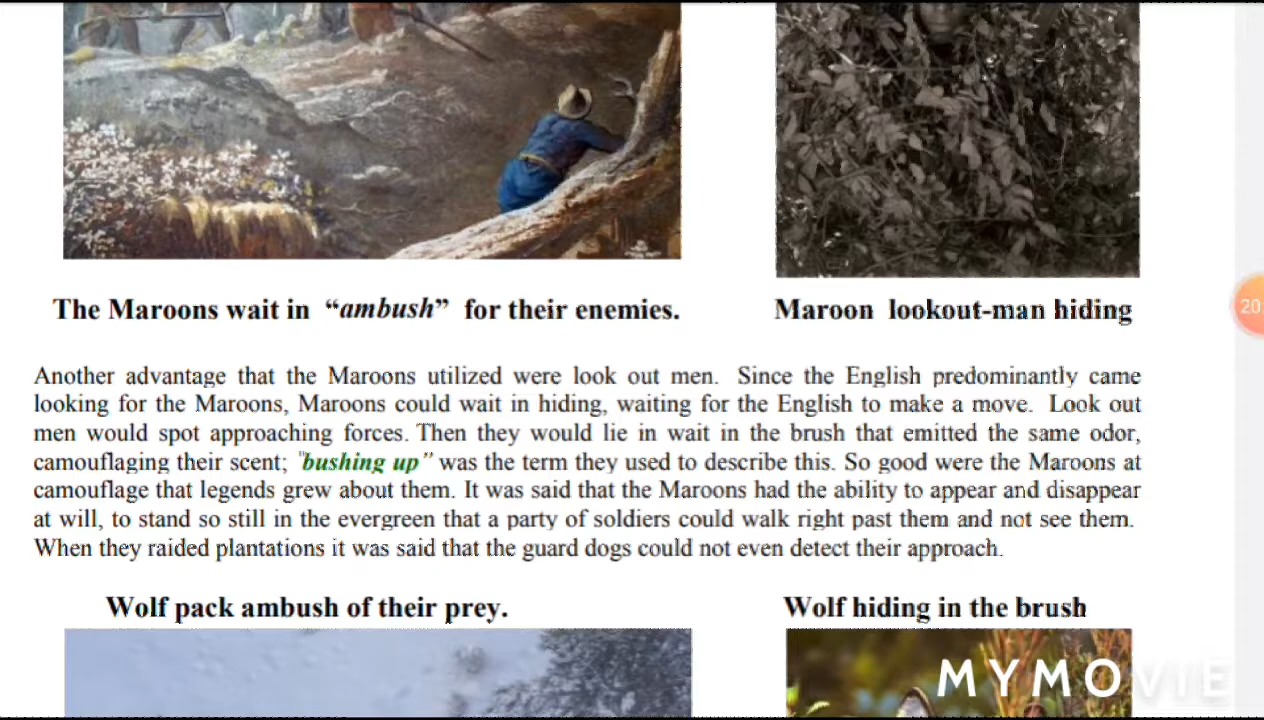 The Maroons wait in “ambush” for their enemies.
Maroon lookout-man hiding
Another advantage that the Maroons utilized were look out men. Since the English predominantly came
looking for the Maroons, Maroons could wait in hiding, waiting for the English to make a move. Look out
men would spot approaching forces. Then they would lie in wait in the brush that emitted the same odor,
camouflaging their scent; "bushing up" was the term they used to describe this. So good were the Maroons at
camouflage that legends grew about them. It was said that the Maroons had the ability to appear and disappear
at will, to stand so still in the evergreen that a party of soldiers could walk right past them and not see them.
When they raided plantations it was said that the guard dogs could not even detect their approach.
Wolf pack ambush of their prey.
Wolf hiding in the brush
MYMOVIE